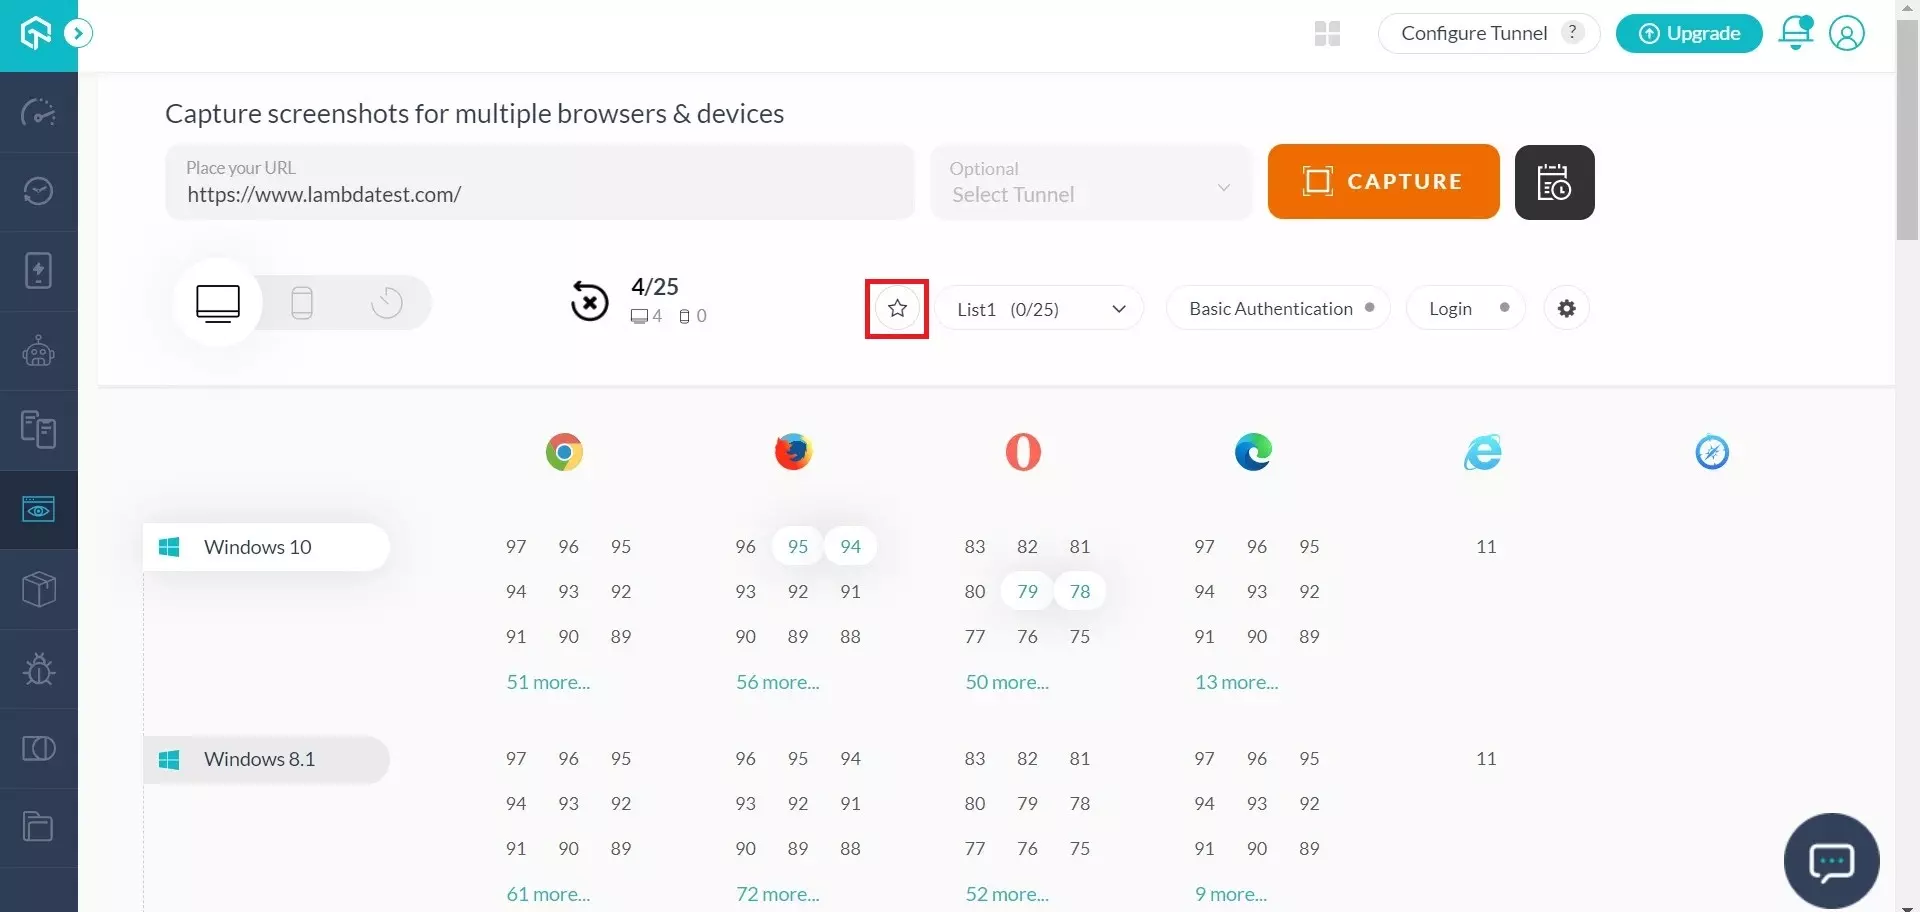 Configure Tunnel ?
Upgrade
Capture screenshots for multiple browsers & devices
Place your URL
https://www.lambdatest.com/
Optional
Select Tunnel
CAPTURE
4/25
4 0
List1 (0/25)
Basic Authentication
Login
Windows 10
97 96 95 96 95 94 83 82 81 97 96 95 11
94 93 92 93 92 91 80 79 78 94 93 92
91 90 89 90 89 88 77 76 75 91 90 89
51 more... 56 more... 50 more... 13 more...
Windows 8.1
97 96 95 96 95 94 83 82 81 97 96 95 11
94 93 92 93 92 91 80 79 78 94 93 92
91 90 89 90 89 88 77 76 75 91 90 89
61 more... 72 more... 52 more... 9 more...